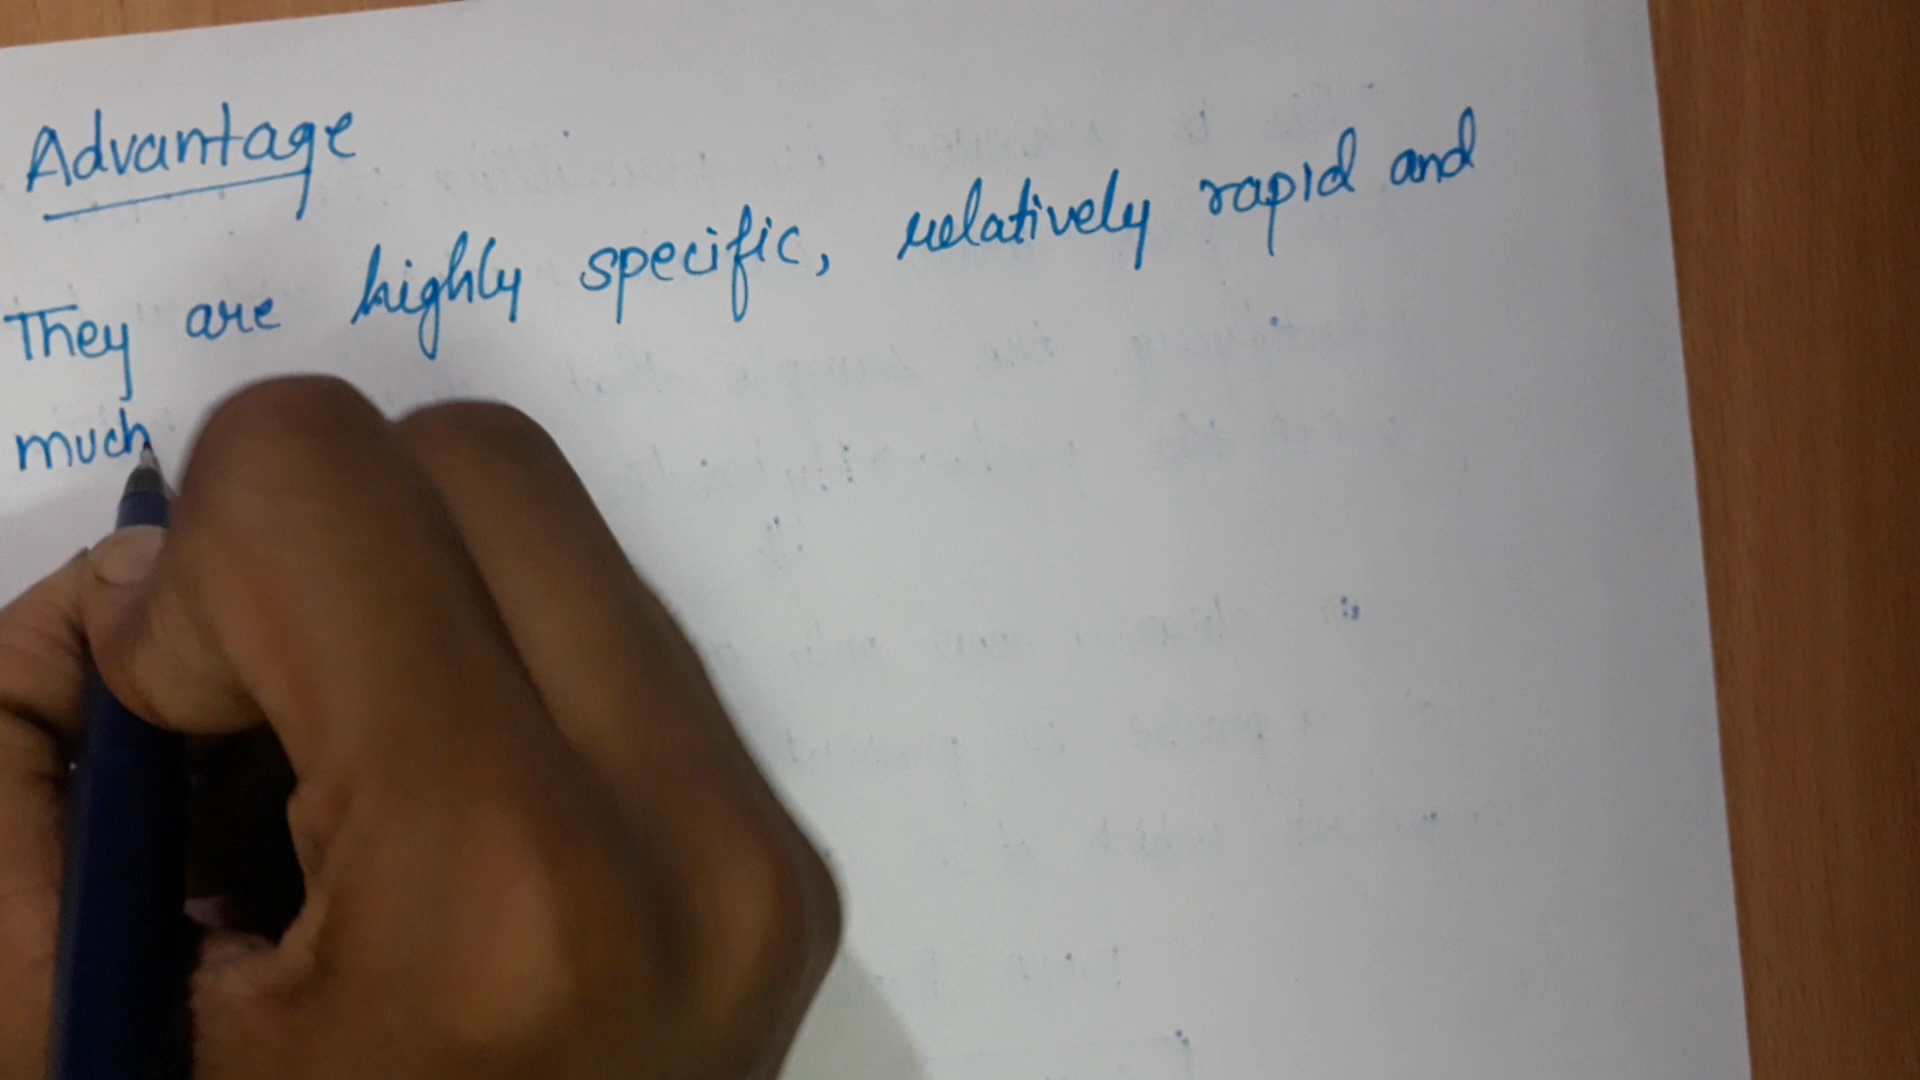 Advantage
They are highly specific, relatively rapid and
much